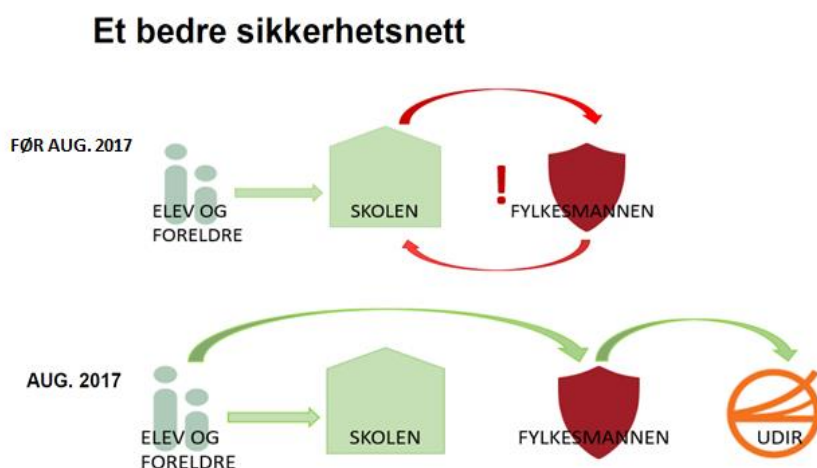 Et bedre sikkerhetsnett
FØR AUG. 2017
!
ELEV OG
FORELDRE
SKOLEN
FYLKESMANNEN
AUG. 2017
ELEV OG
FORELDRE
SKOLEN
FYLKESMANNEN
UDIR